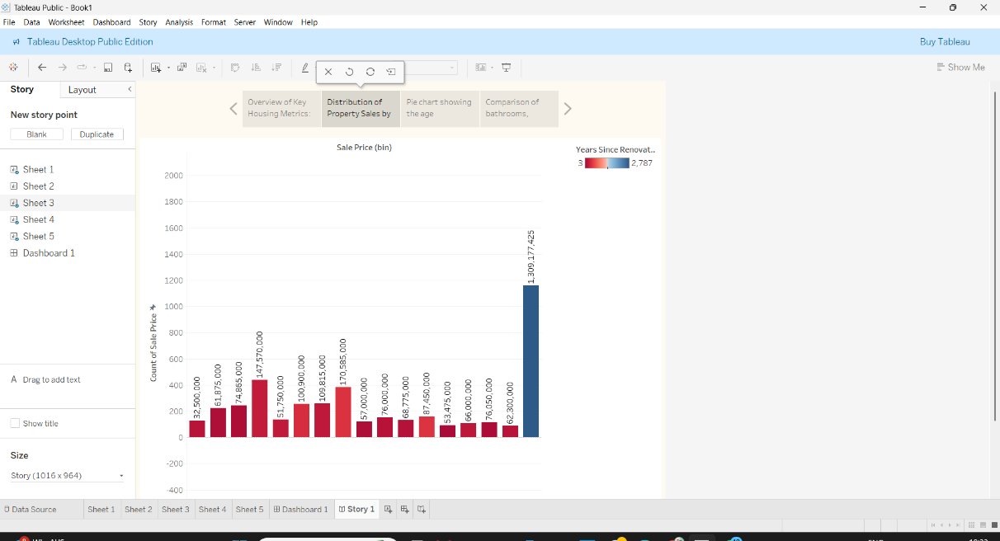 Tableau Public - Book1
File Data Worksheet Dashboard Story Analysis Format Server Window Help
Tableau Desktop Public Edition
Buy Tableau
Show Me
Story
Layout
New story point
Blank
Duplicate
Sheet 1
Sheet 2
Sheet 3
Sheet 4
Sheet 5
Dashboard 1
A Drag to add text
Show title
Size
Story (1016 x 964)
Overview of Key
Housing Metrics:
Distribution of
Property Sales by
Pie chart showing
the age
Comparison of
bathrooms,
Sale Price (bin)
Years Since Renovat..
3
2,787
Count of Sale Price
2000
1800
1600
1400
1200
1000
800
600
400
200
0
-200
-400
32,500,000
61,875,000
74,865,000
147,570,000
51,750,000
100,900,000
109,815,000
170,585,000
57,000,000
76,000,000
68,775,000
87,450,000
53,475,000
66,000,000
76,050,000
62,300,000
1,309,177,425
Data Source
Sheet 1
Sheet 2
Sheet 3
Sheet 4
Sheet 5
Dashboard 1
Story 1